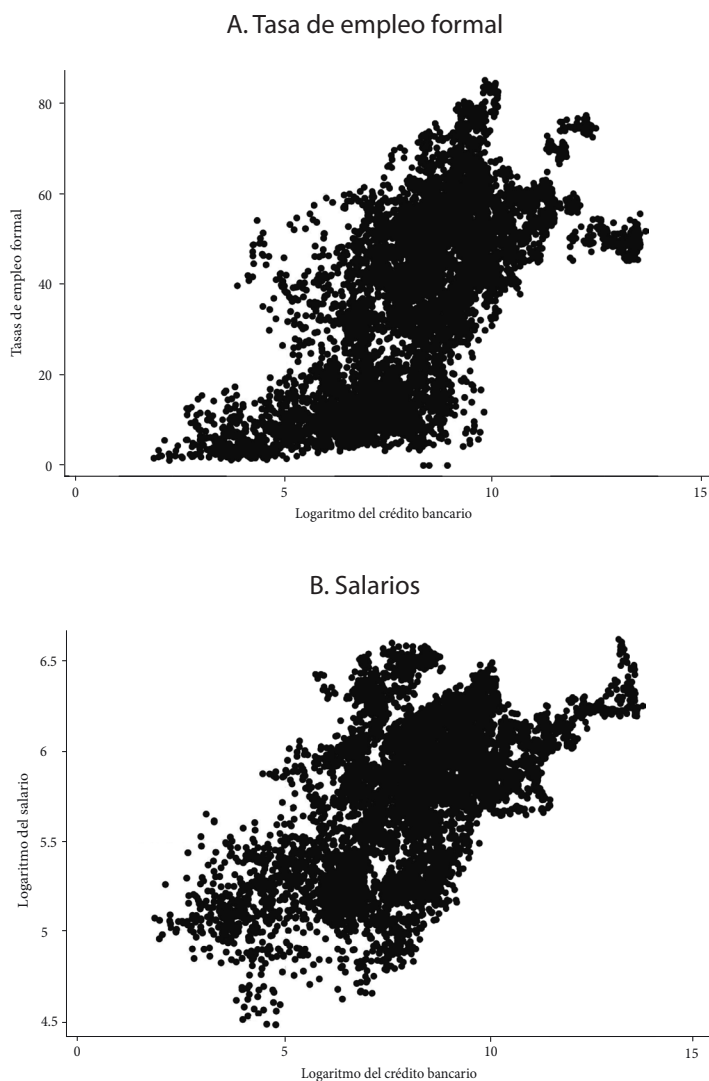 A. Tasa de empleo formal
80
60
40
20
0
Tasas de empleo formal
0 5 10 15
Logaritmo del crédito bancario
B. Salarios
6.5
6
5.5
5
4.5
Logaritmo del salario
0 5 10 15
Logaritmo del crédito bancario